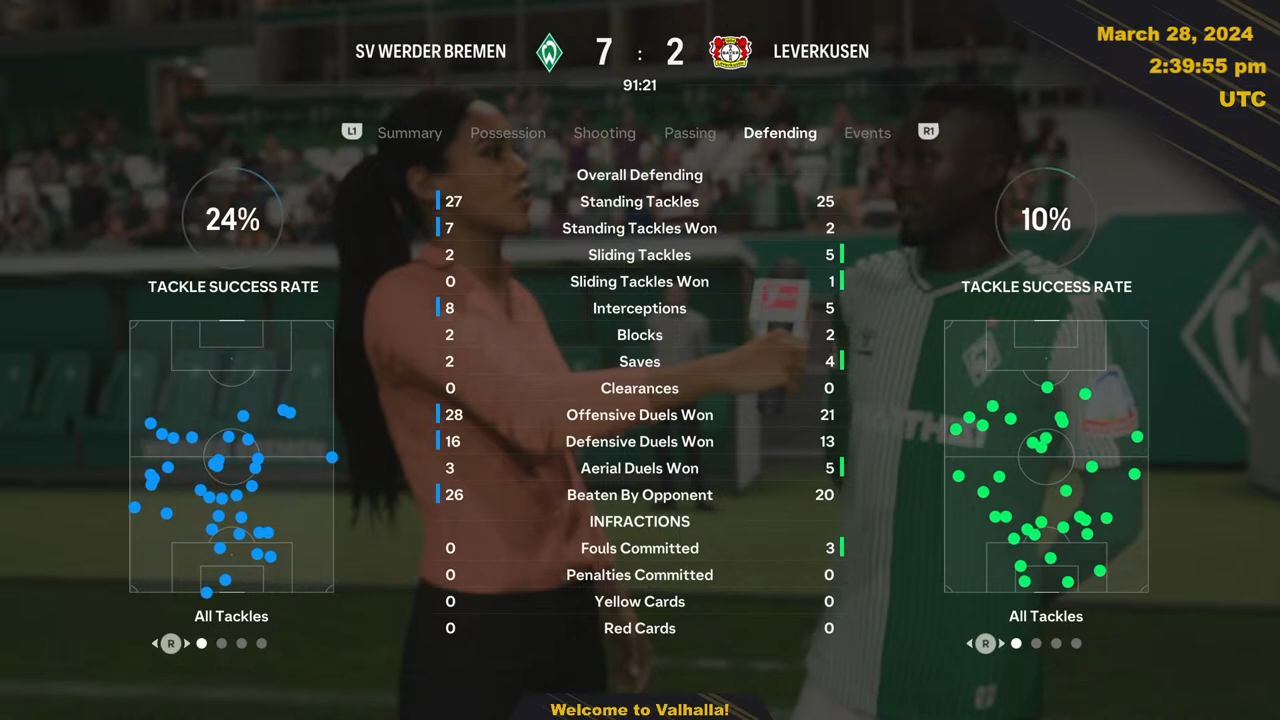 March 28, 2024
2:39:55 pm
UTC
SV WERDER BREMEN 7 : 2 LEVERKUSEN
91:21
L1 Summary Possession Shooting Passing Defending Events R1
Overall Defending
27 Standing Tackles 25
7 Standing Tackles Won 2
2 Sliding Tackles 5
0 Sliding Tackles Won 1
8 Interceptions 5
2 Blocks 2
2 Saves 4
0 Clearances 0
28 Offensive Duels Won 21
16 Defensive Duels Won 13
3 Aerial Duels Won 5
26 Beaten By Opponent 20
INFRACTIONS
0 Fouls Committed 3
0 Penalties Committed 0
0 Yellow Cards 0
0 Red Cards 0
24%
TACKLE SUCCESS RATE
All Tackles
R
10%
TACKLE SUCCESS RATE
All Tackles
R
Welcome to Valhalla!